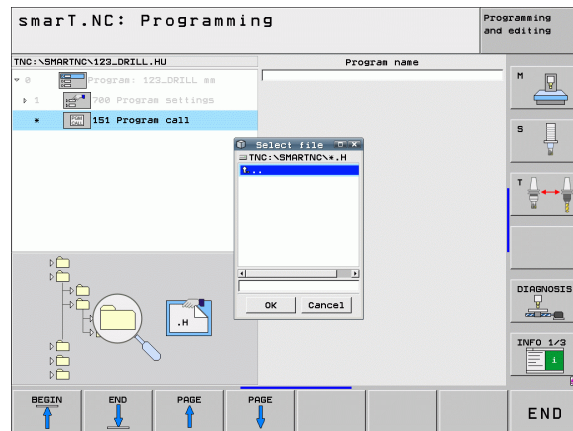 smarT.NC: Programming
Programming
and editing
TNC:\SMARTNC\123_DRILL.HU
Program name
0 Program: 123_DRILL mm
1 700 Program settings
* 151 Program call
PGM
CALL
Select file
TNC:\SMARTNC\*.H
..
OK Cancel
.H
M
S
T
DIAGNOSIS
INFO 1/3
i
BEGIN
END
PAGE
PAGE
END